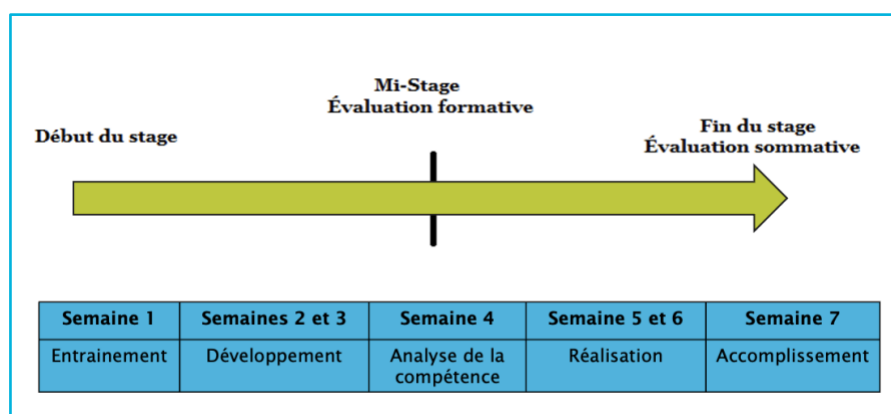 Mi-Stage
Évaluation formative
Début du stage
Fin du stage
Évaluation sommative
Semaine 1 Semaines 2 et 3 Semaine 4 Semaine 5 et 6 Semaine 7
Entrainement Développement Analyse de la compétence Réalisation Accomplissement